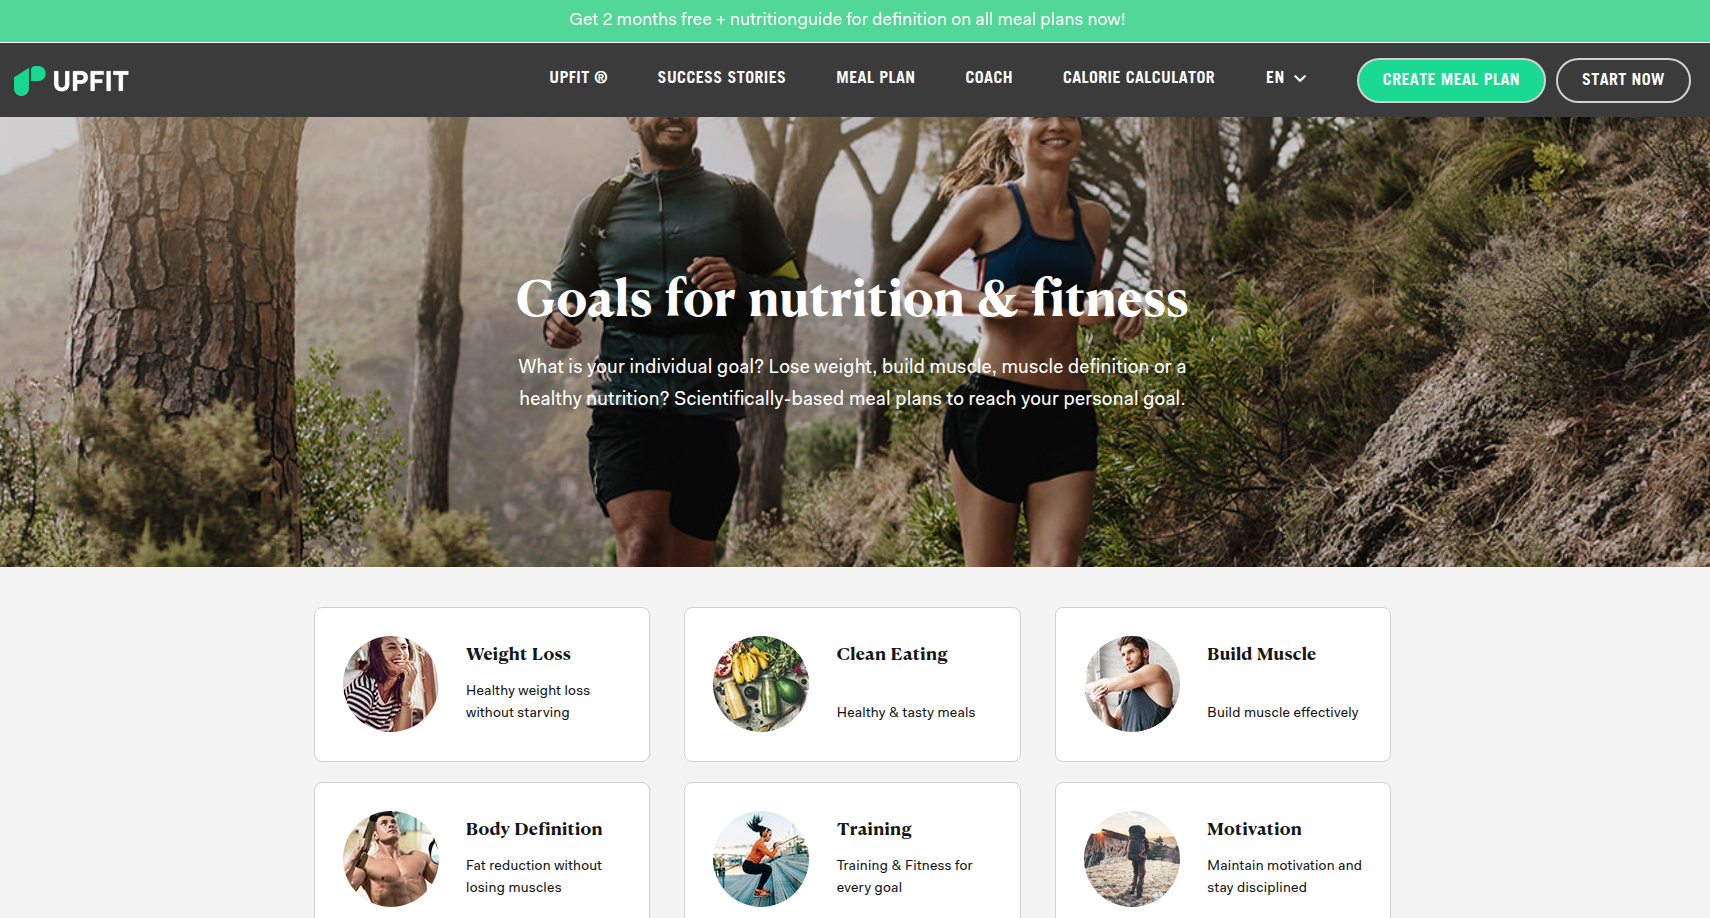 Get 2 months free + nutritionguide for definition on all meal plans now!
UPFIT
UPFIT ®
SUCCESS STORIES
MEAL PLAN
COACH
CALORIE CALCULATOR
EN
CREATE MEAL PLAN
START NOW
Goals for nutrition & fitness
What is your individual goal? Lose weight, build muscle, muscle definition or a
healthy nutrition? Scientifically-based meal plans to reach your personal goal.
Weight Loss
Healthy weight loss
without starving
Clean Eating
Healthy & tasty meals
Build Muscle
Build muscle effectively
Body Definition
Fat reduction without
losing muscles
Training
Training & Fitness for
every goal
Motivation
Maintain motivation and
stay disciplined